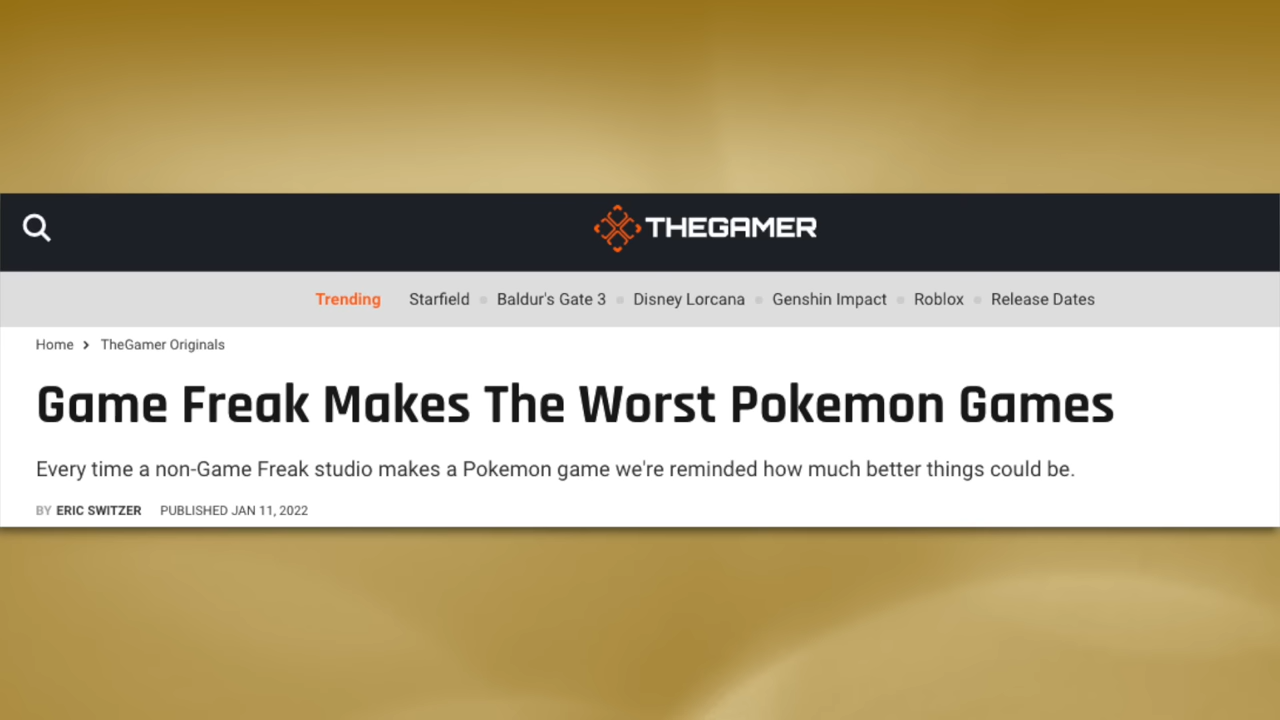 THEGAMER
Trending Starfield Baldur's Gate 3 Disney Lorcana Genshin Impact Roblox Release Dates
Home > TheGamer Originals
Game Freak Makes The Worst Pokemon Games
Every time a non-Game Freak studio makes a Pokemon game we're reminded how much better things could be.
BY ERIC SWITZER PUBLISHED JAN 11, 2022